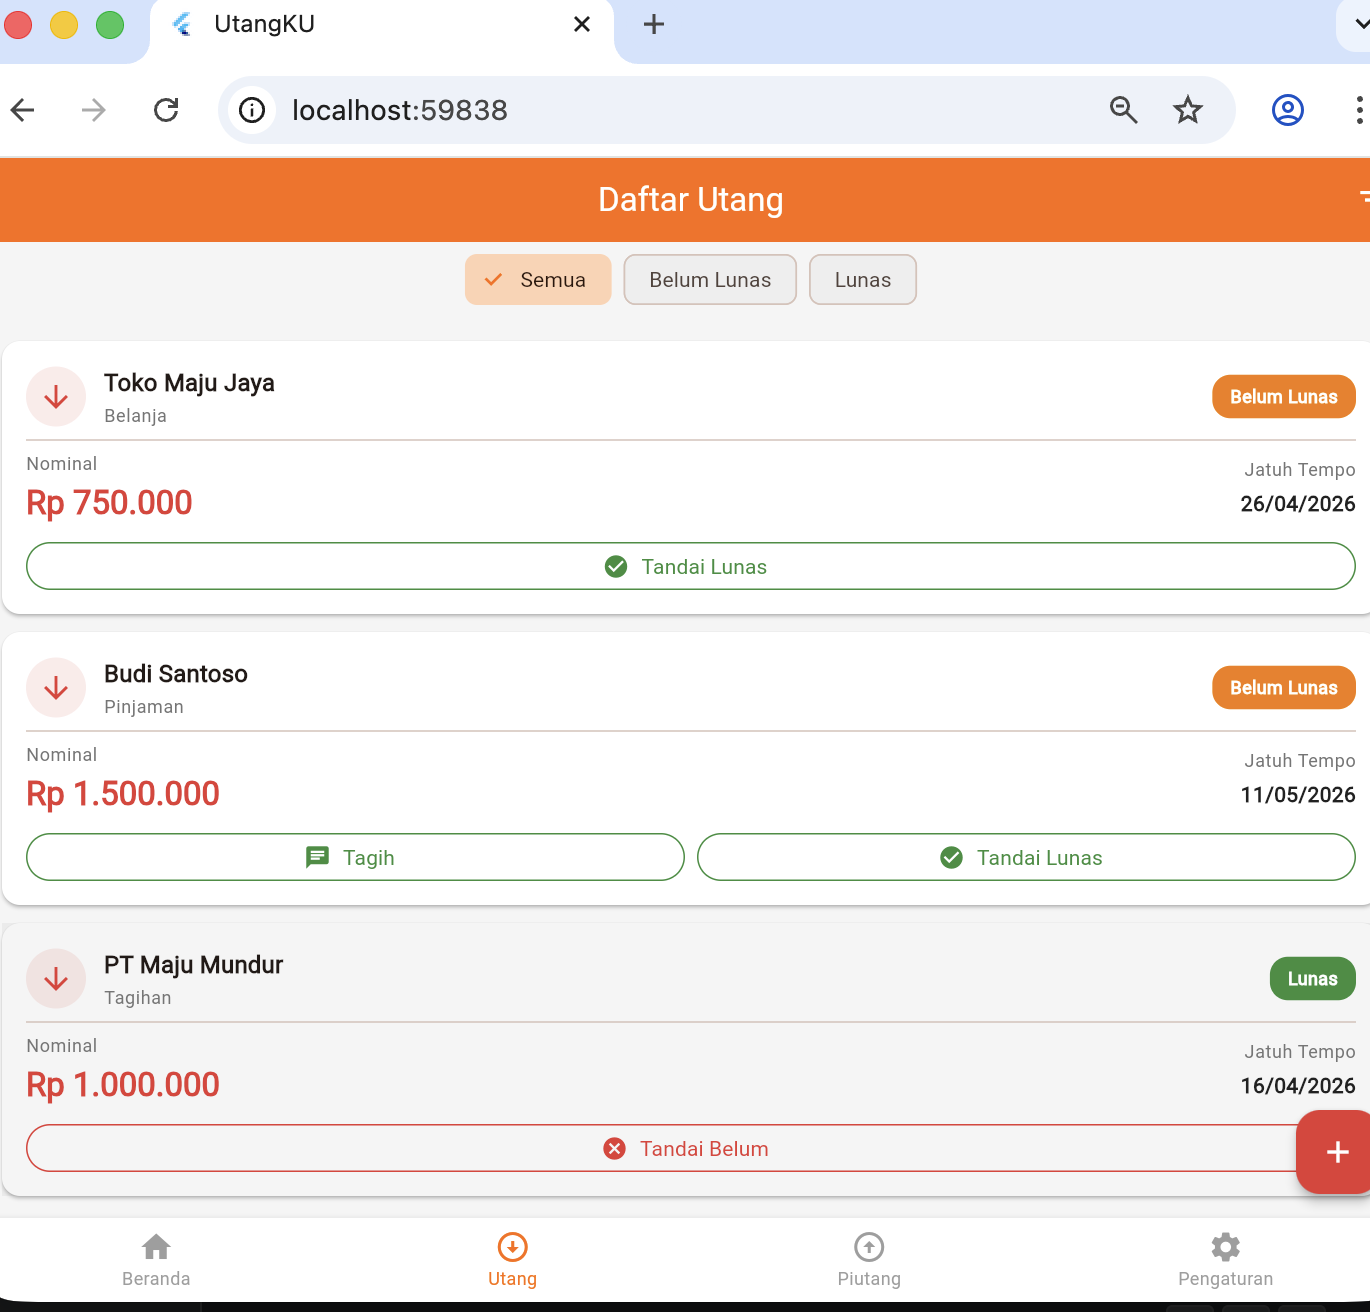 UtangKU
localhost:59838
Daftar Utang
Semua
Belum Lunas
Lunas
Toko Maju Jaya
Belanja
Belum Lunas
Nominal
Rp 750.000
Jatuh Tempo
26/04/2026
Tandai Lunas
Budi Santoso
Pinjaman
Belum Lunas
Nominal
Rp 1.500.000
Jatuh Tempo
11/05/2026
Tagih
Tandai Lunas
PT Maju Mundur
Tagihan
Lunas
Nominal
Rp 1.000.000
Jatuh Tempo
16/04/2026
Tandai Belum
Beranda
Utang
Piutang
Pengaturan